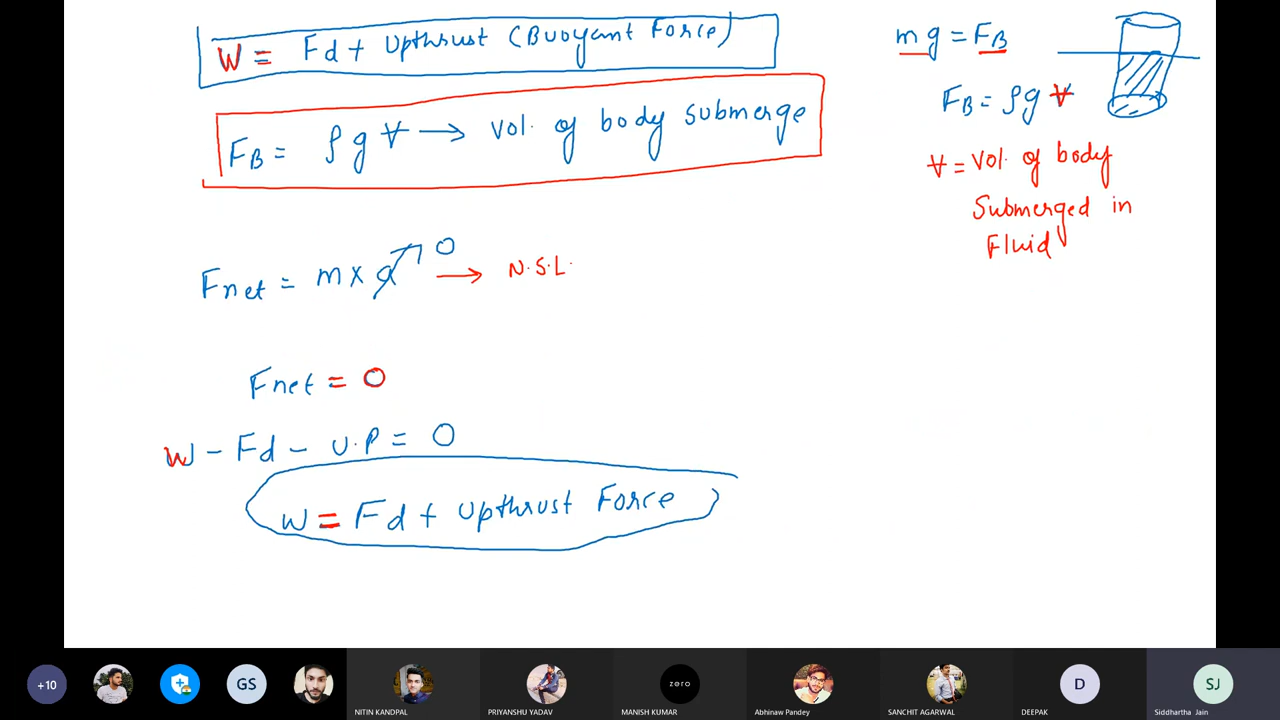 W = Fd + Upthrust (Buoyant Force)
FB = ρg∀ → vol. of body submerge
mg = FB
FB = ρg∀
∀ = vol. of body
Submerged in
Fluid
Fnet = m × a ↗ 0 → N.S.L.
Fnet = 0
W - Fd - U.P = 0
W = Fd + Upthrust Force
+10
GS
zero
D
SJ
NITIN KANDPAL
PRIYANSHU YADAV
MANISH KUMAR
Abhinaw Pandey
SANCHIT AGARWAL
DEEPAK
Siddhartha Jain